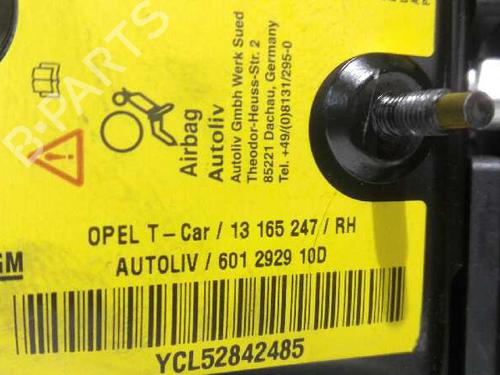 Airbag
Autoliv
Autoliv Gmbh Werk Sued
Theodor-Heuss-Str. 2
85221 Dachau, Germany
Tel. +49/(0)8131/295-0
OPEL T-Car / 13 165 247 / RH
GM
AUTOLIV / 601 2929 10D
YCL52842485
B-PARTS